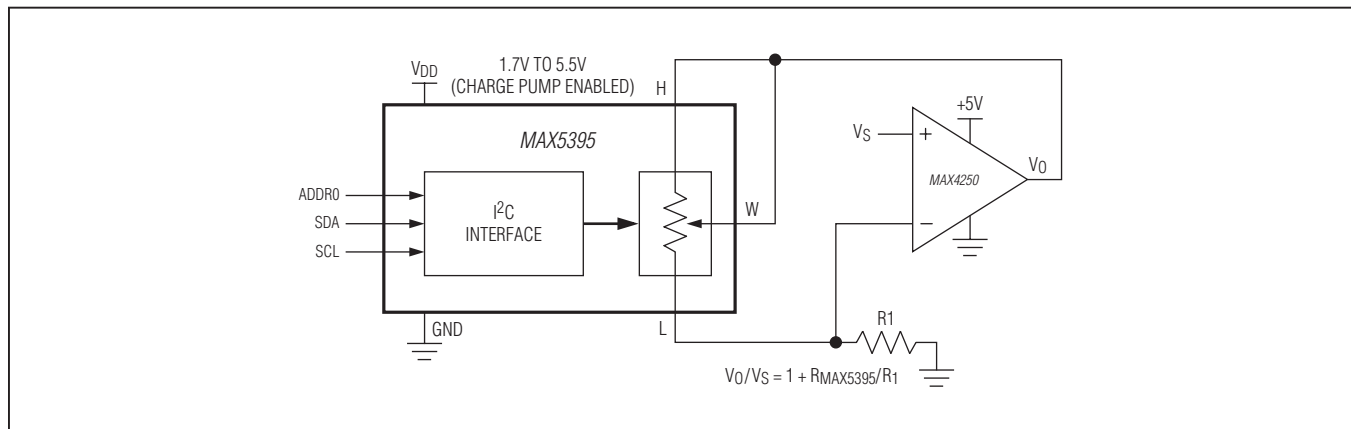 VDD
1.7V TO 5.5V
(CHARGE PUMP ENABLED)
H
+5V
MAX5395
VS
+
VO
MAX4250
ADDR0
SDA
SCL
I2C
INTERFACE
W
–
GND
L
R1
VO/VS = 1 + RMAX5395/R1